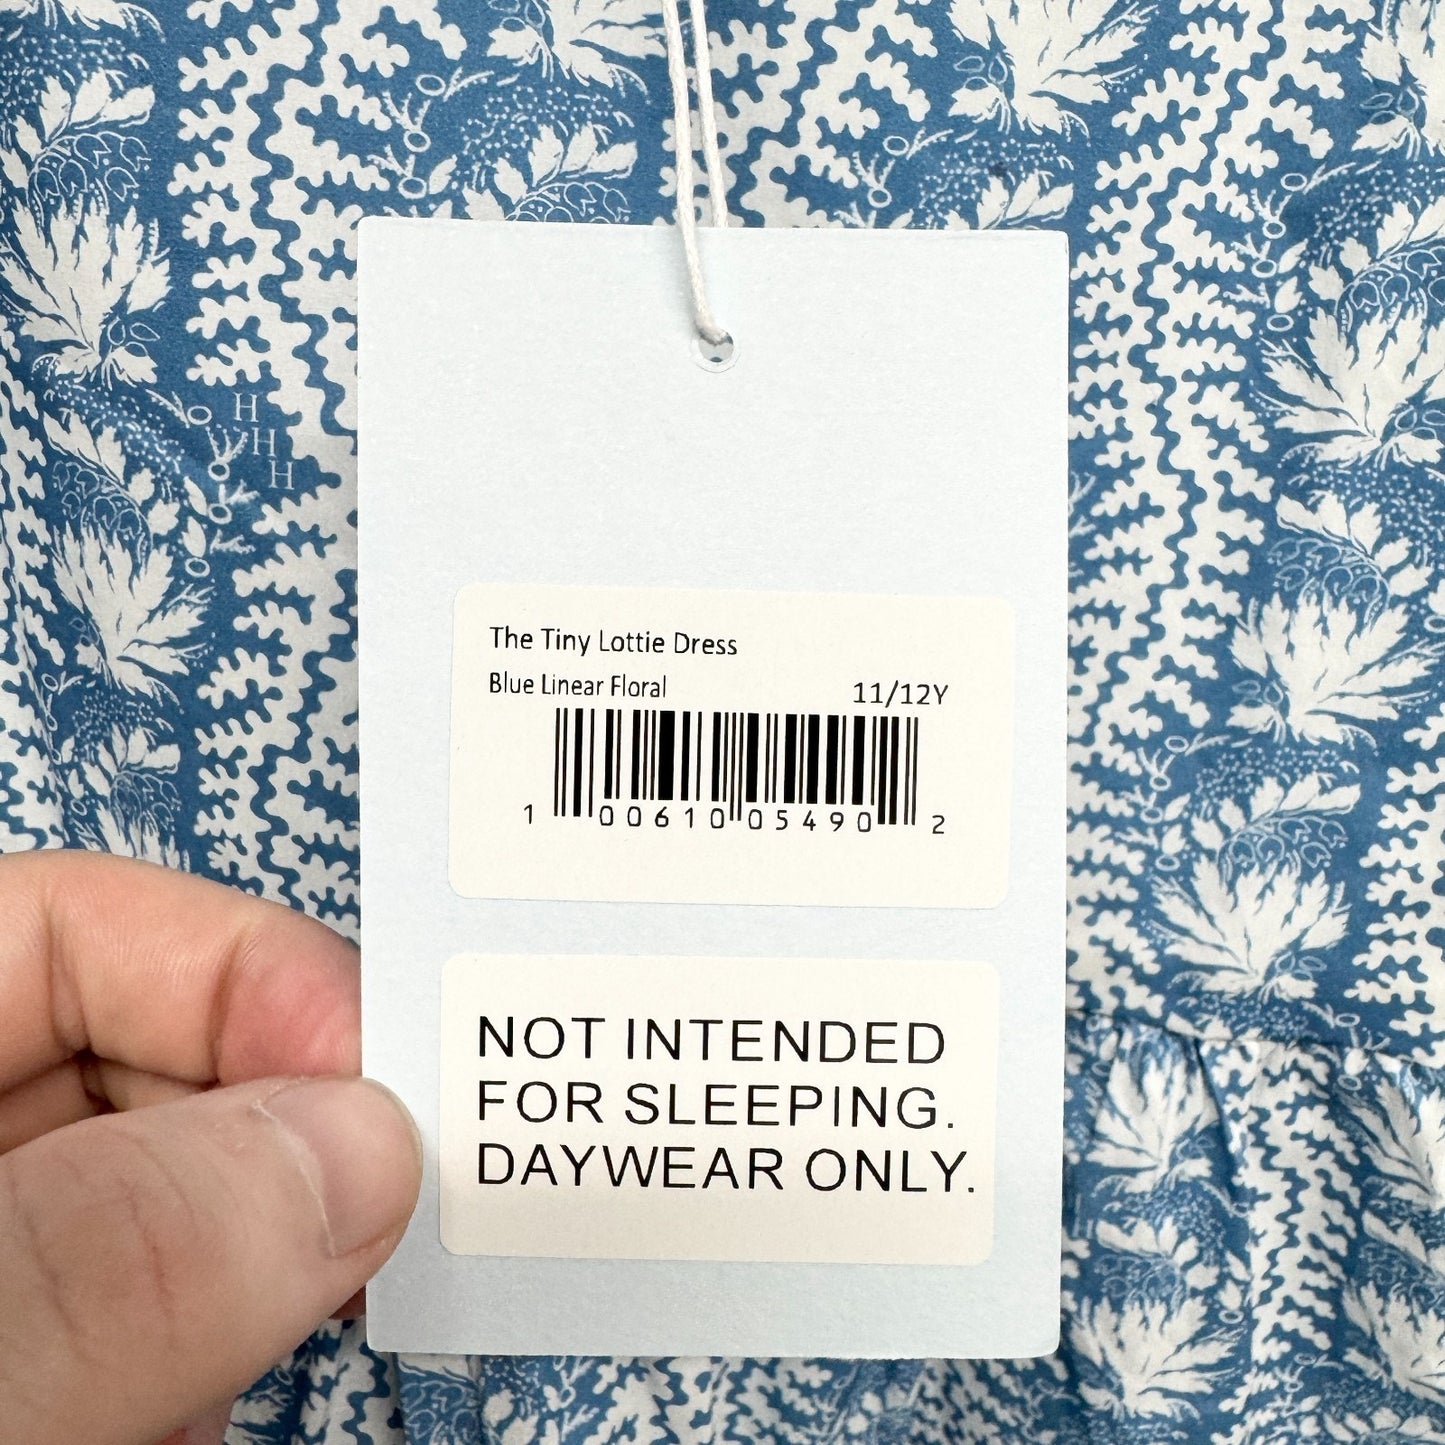 H
H
H
The Tiny Lottie Dress
Blue Linear Floral 11/12Y
1 00610 05490 2
NOT INTENDED
FOR SLEEPING.
DAYWEAR ONLY.